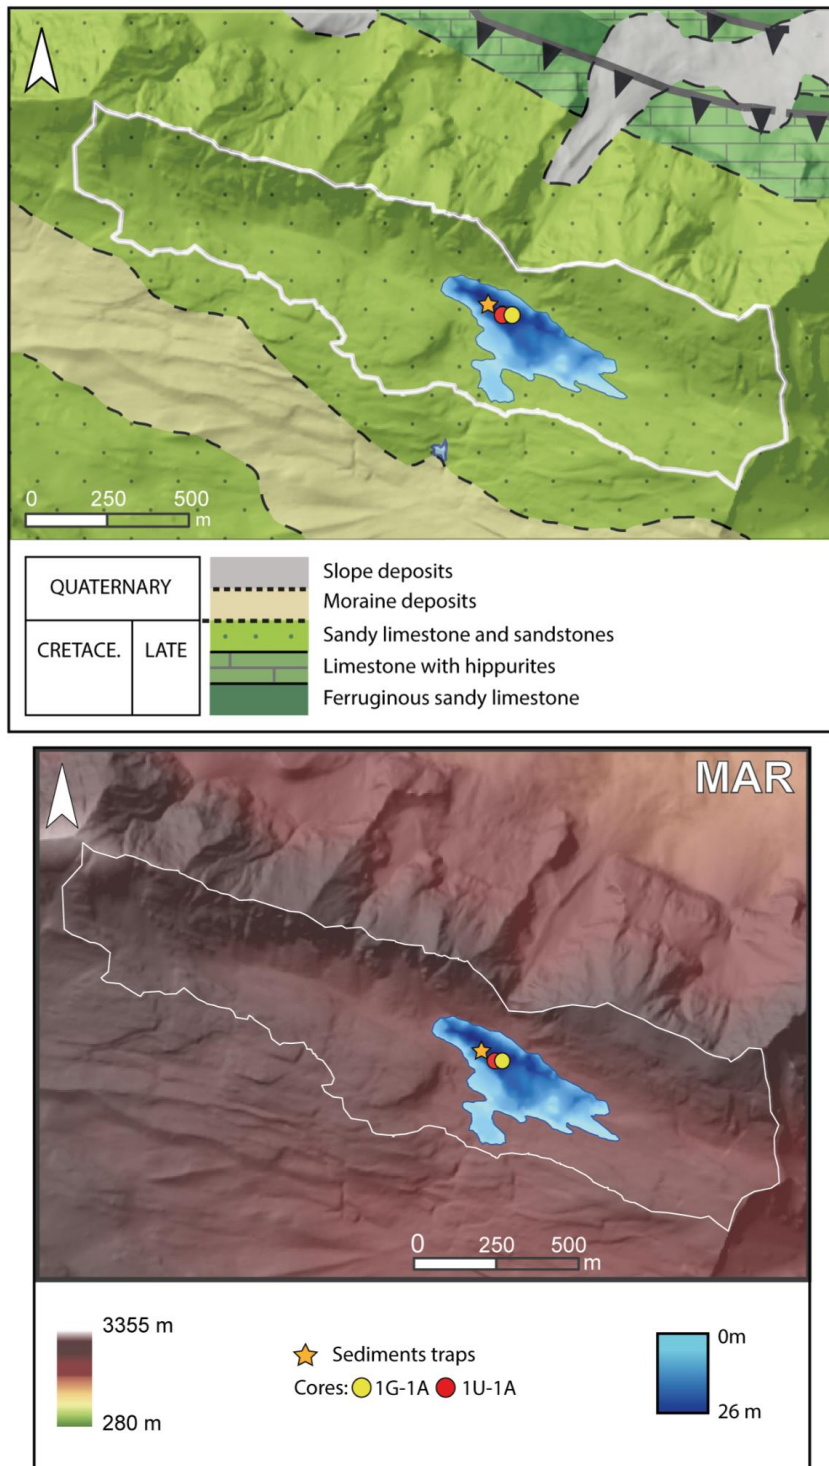 0 250 500
m
QUATERNARY
CRETACE. LATE
Slope deposits
Moraine deposits
Sandy limestone and sandstones
Limestone with hippurites
Ferruginous sandy limestone
MAR
0 250 500
m
3355 m
280 m
Sediments traps
Cores: 1G-1A 1U-1A
0m
26 m